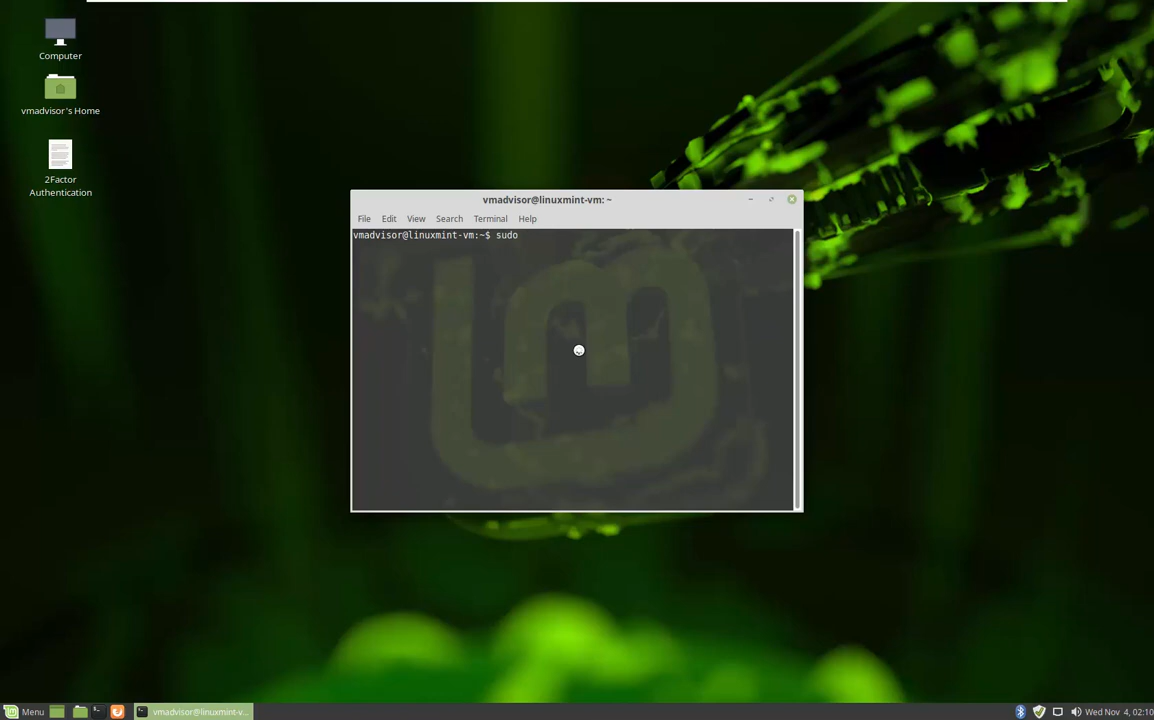 Computer
vmadvisor's Home
2Factor
Authentication
vmadvisor@linuxmint-vm: ~
File Edit View Search Terminal Help
vmadvisor@linuxmint-vm:~$ sudo
Menu
vmadvisor@linuxmint-v...
Wed Nov 4, 02:10